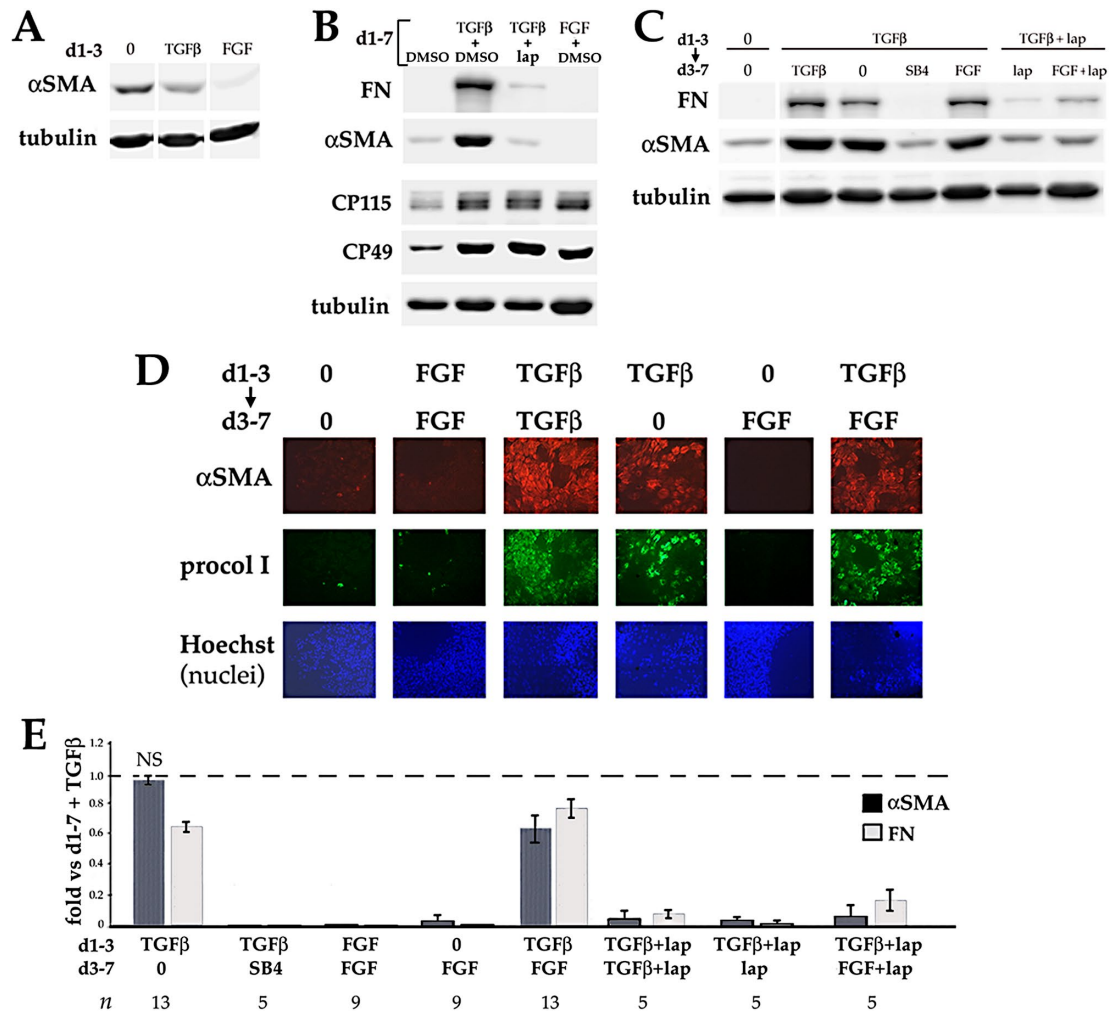 A
d1-3 0 TGFβ FGF
αSMA
tubulin
B
d1-7
DMSO
TGFβ
+
DMSO
TGFβ
+
lap
FGF
+
DMSO
FN
αSMA
CP115
CP49
tubulin
C
d1-3 0 TGFβ TGFβ + lap
d3-7 0 TGFβ 0 SB4 FGF lap FGF + lap
FN
αSMA
tubulin
D
d1-3 0 FGF TGFβ TGFβ 0 TGFβ
d3-7 0 FGF TGFβ 0 FGF FGF
αSMA
procol I
Hoechst
(nuclei)
E
fold vs d1-7 + TGFβ
1.2
1.0
0.8
0.6
0.4
0.2
0
NS
αSMA
FN
d1-3 TGFβ TGFβ FGF 0 TGFβ TGFβ+lap TGFβ+lap TGFβ+lap
d3-7 0 SB4 FGF FGF FGF TGFβ+lap lap FGF+lap
n 13 5 9 9 13 5 5 5